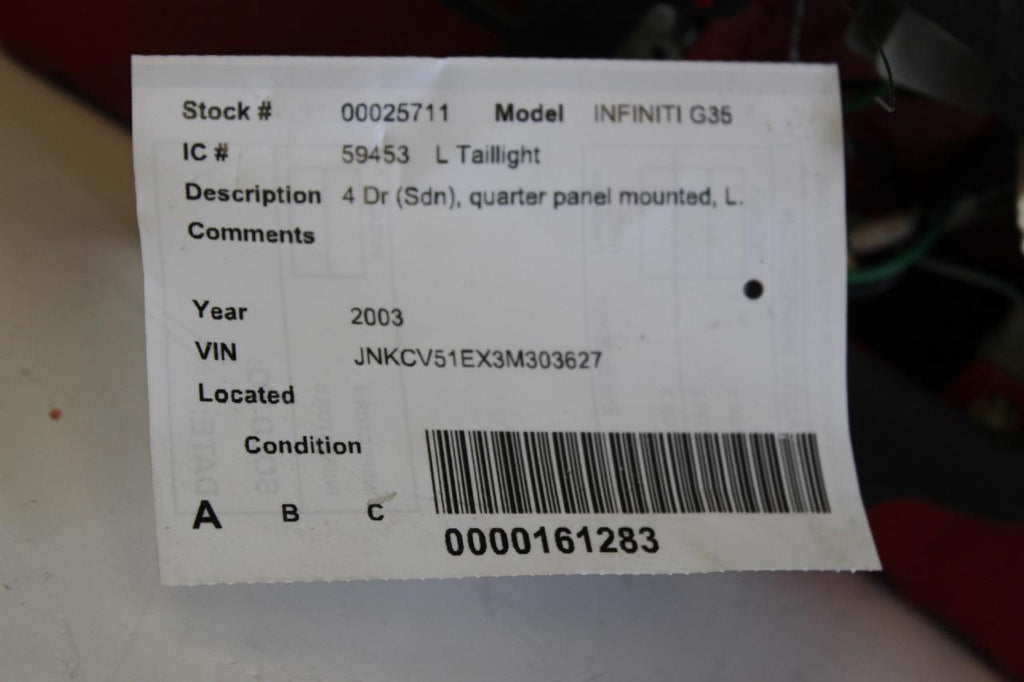 Stock # 00025711 Model INFINITI G35
IC # 59453 L Taillight
Description 4 Dr (Sdn), quarter panel mounted, L.
Comments
Year 2003
VIN JNKCV51EX3M303627
Located
Condition
A B C
0000161283